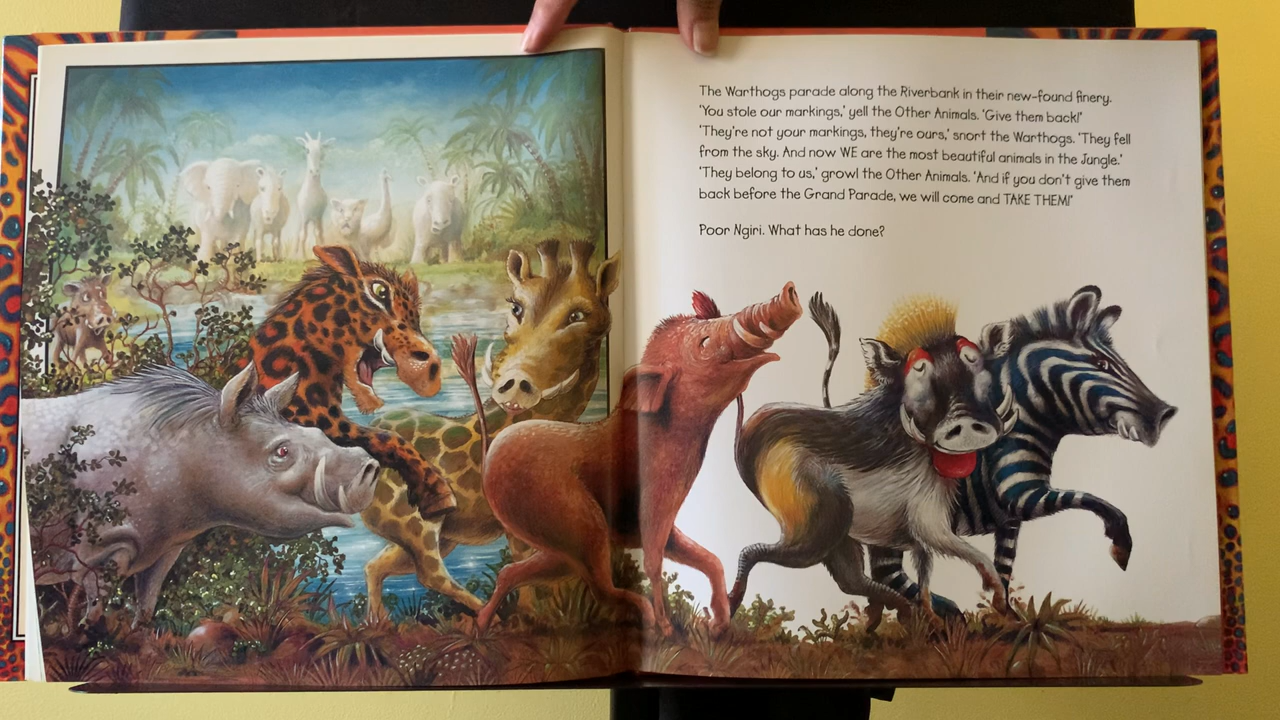 The Warthogs parade along the Riverbank in their new-found finery.
'You stole our markings,' yell the Other Animals. 'Give them back!'
'They're not your markings, they're ours,' snort the Warthogs. 'They fell
from the sky. And now WE are the most beautiful animals in the Jungle.'
'They belong to us,' growl the Other Animals. 'And if you don't give them
back before the Grand Parade, we will come and TAKE THEM!'
Poor Ngiri. What has he done?